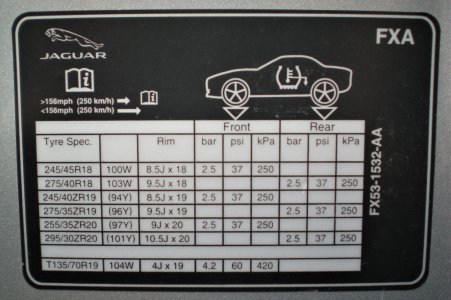 JAGUAR
FXA
>156mph (250 km/h)
<156mph (250 km/h)
Front Rear
Tyre Spec. Rim bar psi kPa bar psi kPa
245/45R18 100W 8.5J x 18 2.5 37 250
275/40R18 103W 9.5J x 18 2.5 37 250
245/40ZR19 (94Y) 8.5J x 19 2.5 37 250
275/35ZR19 (96Y) 9.5J x 19 2.5 37 250
255/35ZR20 (97Y) 9J x 20 2.5 37 250
295/30ZR20 (101Y) 10.5J x 20 2.5 37 250
T135/70R19 104W 4J x 19 4.2 60 420
FX53-1532-AA